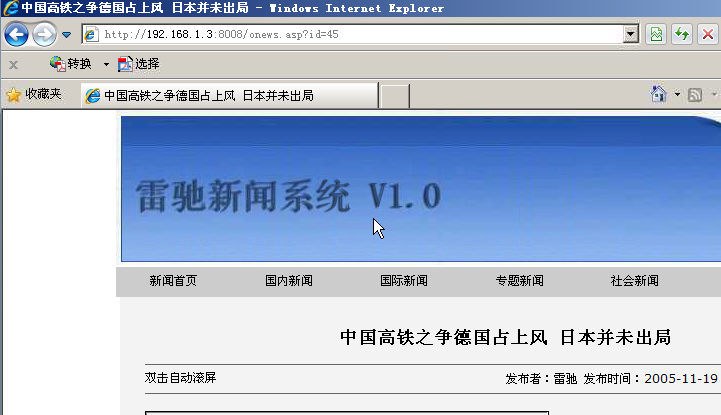 中国高铁之争德国占上风 日本并未出局 - Windows Internet Explorer
http://192.168.1.3:8008/onews.asp?id=45
转换 选择
收藏夹 中国高铁之争德国占上风 日本并未出局
雷驰新闻系统 V1.0
新闻首页 国内新闻 国际新闻 专题新闻 社会新闻
中国高铁之争德国占上风 日本并未出局
双击自动滚屏 发布者：雷驰 发布时间：2005-11-19